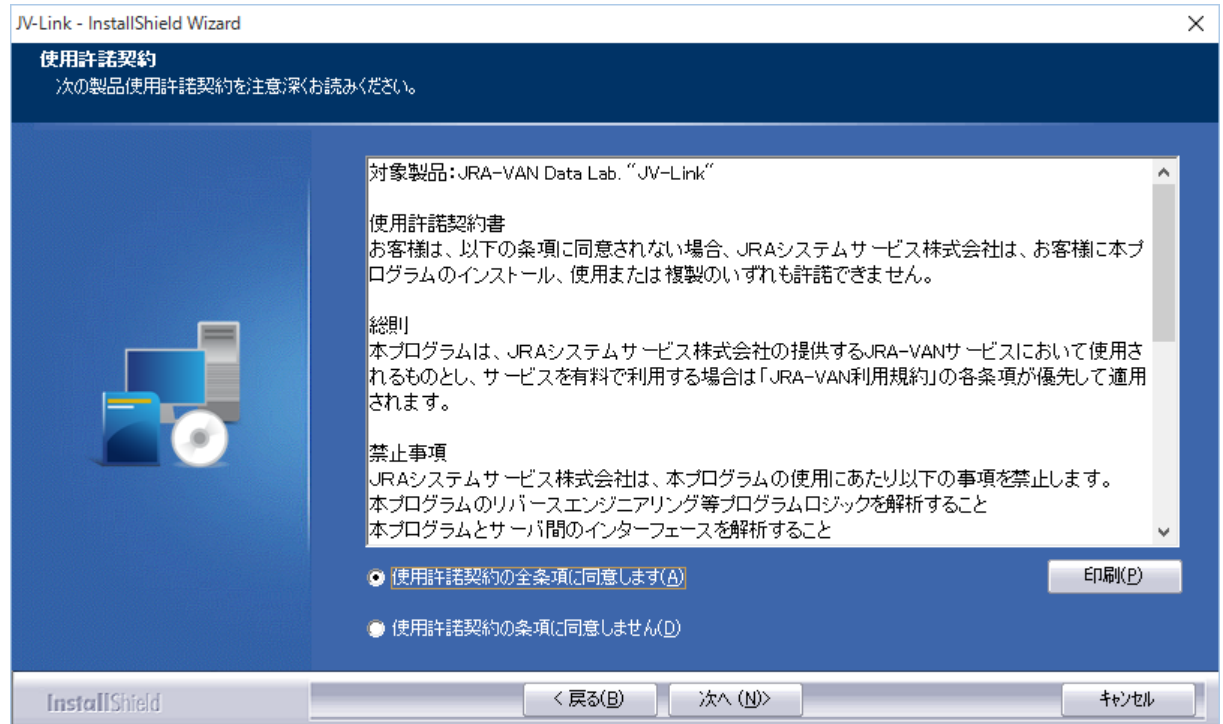 JV-Link - InstallShield Wizard
使用許諾契約
次の製品使用許諾契約を注意深くお読みください。
対象製品：JRA-VAN Data Lab. “JV-Link“
使用許諾契約書
お客様は、以下の条項に同意されない場合、JRAシステムサービス株式会社は、お客様に本プ
ログラムのインストール、使用または複製のいずれも許諾できません。
総則
本プログラムは、JRAシステムサービス株式会社の提供するJRA-VANサービスにおいて使用さ
れるものとし、サービスを有料で利用する場合は「JRA-VAN利用規約」の各条項が優先して適用
されます。
禁止事項
JRAシステムサービス株式会社は、本プログラムの使用にあたり以下の事項を禁止します。
本プログラムのリバースエンジニアリング等プログラムロジックを解析すること
本プログラムとサーバ間のインターフェースを解析すること
使用許諾契約の全条項に同意します(A)
印刷(P)
使用許諾契約の条項に同意しません(D)
InstallShield
< 戻る(B)
次へ (N)>
キャンセル